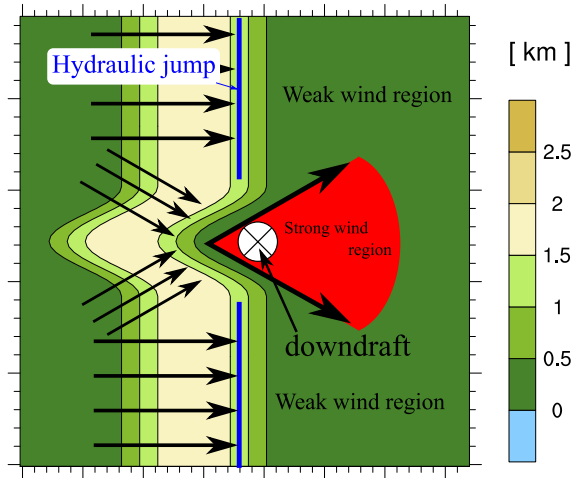 [ km ]
Hydraulic jump
Weak wind region
2.5
2
1.5
1
0.5
0
Strong wind
region
downdraft
Weak wind region